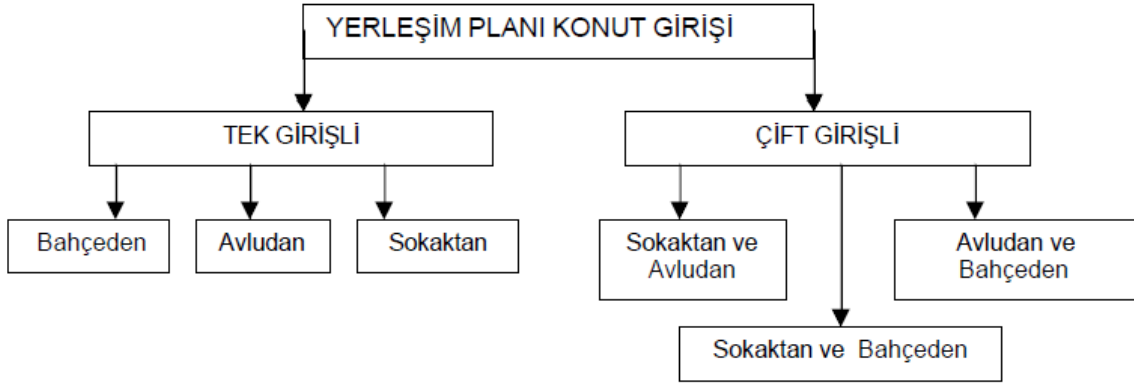 YERLEŞİM PLANI KONUT GİRİŞİ
TEK GİRİŞLİ
ÇİFT GİRİŞLİ
Bahçeden
Avludan
Sokaktan
Sokaktan ve
Avludan
Avludan ve
Bahçeden
Sokaktan ve Bahçeden